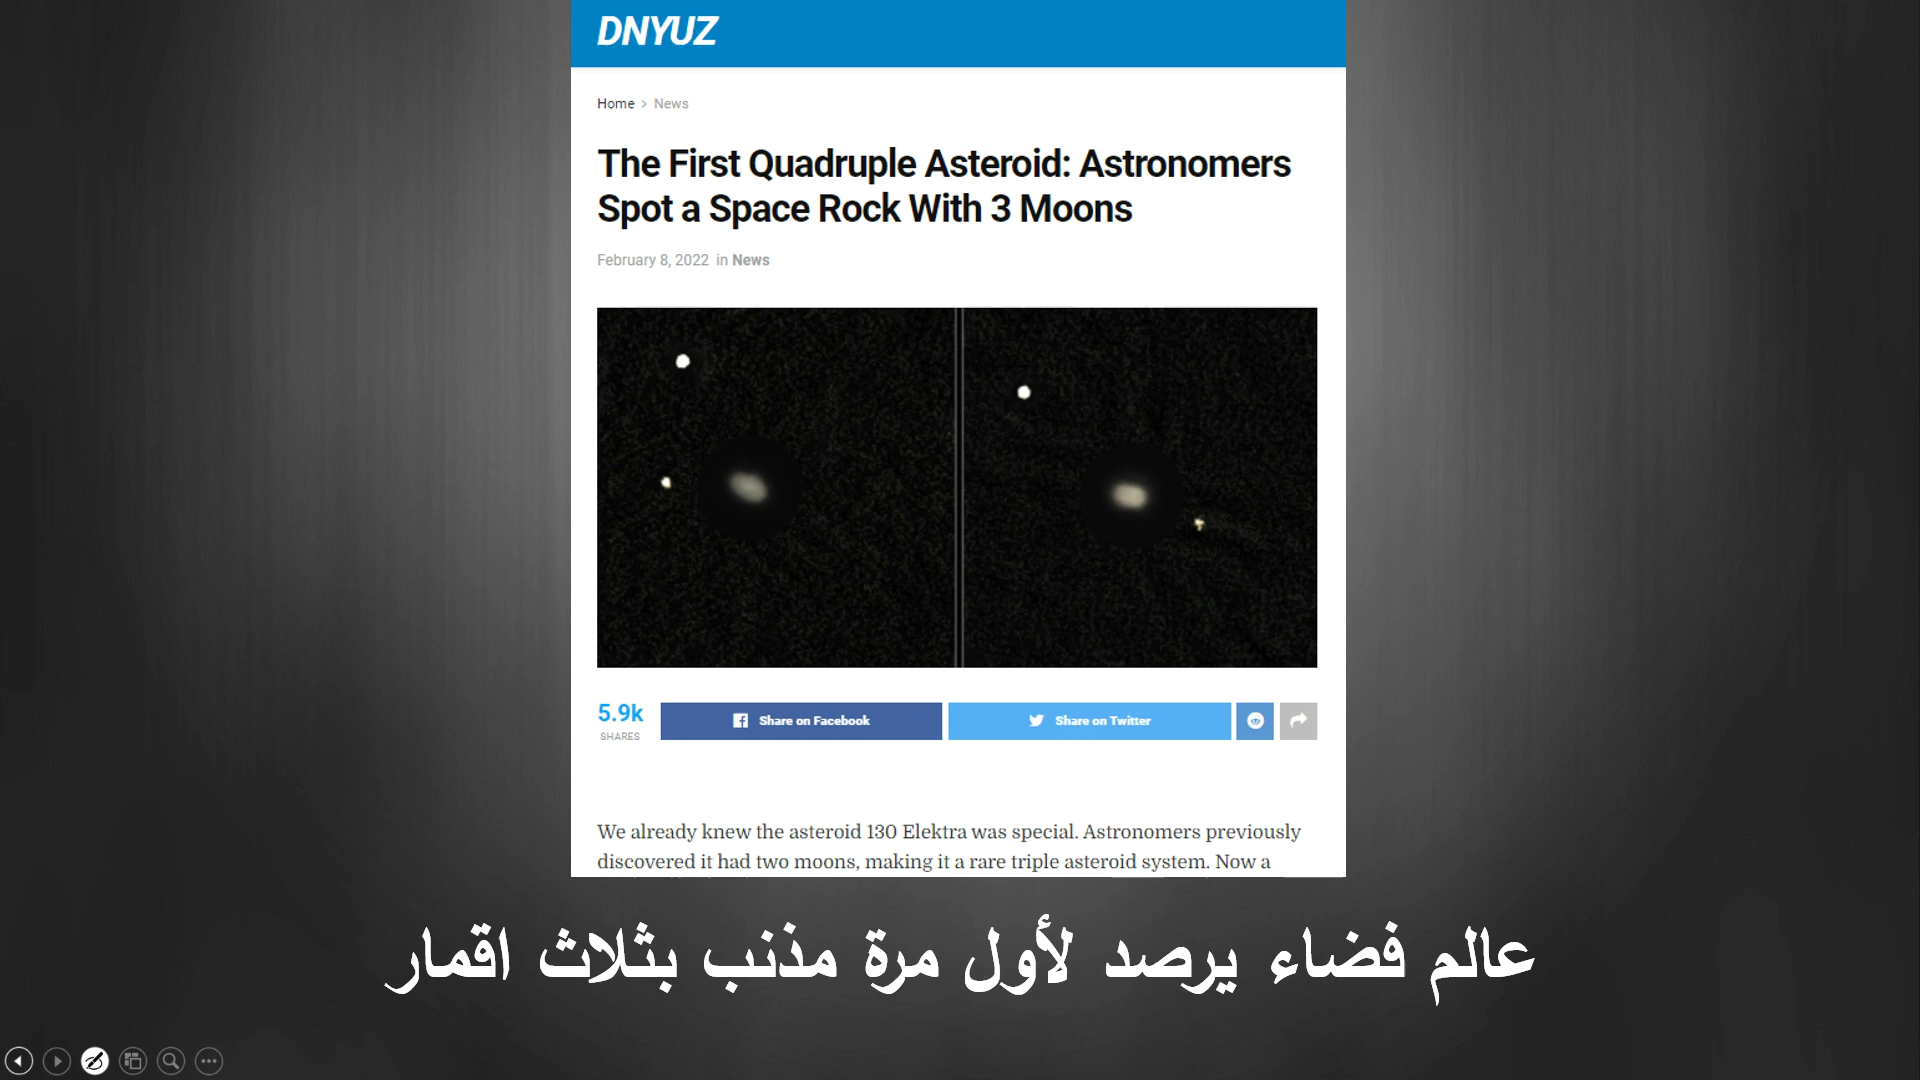 DNYUZ
Home > News
The First Quadruple Asteroid: Astronomers
Spot a Space Rock With 3 Moons
February 8, 2022 in News
5.9k
SHARES
Share on Facebook
Share on Twitter
We already knew the asteroid 130 Elektra was special. Astronomers previously
discovered it had two moons, making it a rare triple asteroid system. Now a
عالم فضاء يرصد لأول مرة مذنب بثلاث اقمار